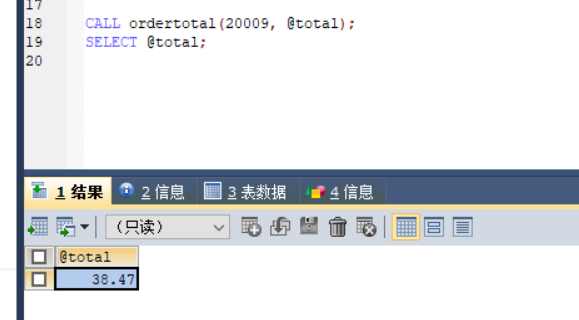 17
18 CALL ordertotal(20009, @total);
19 SELECT @total;
20
1 结果 2 信息 3 表数据 4 信息
（只读）
@total
38.47